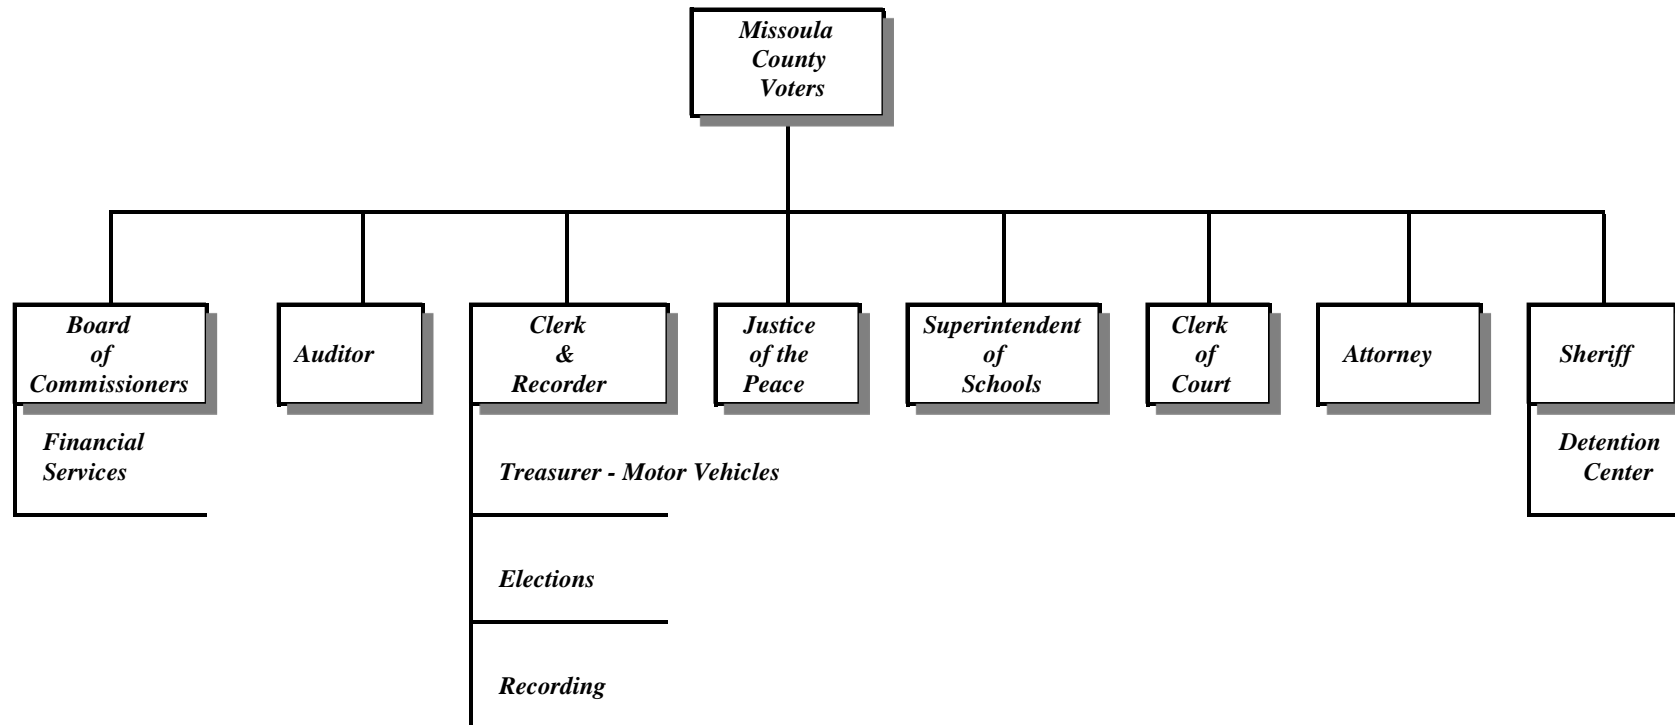 Missoula
County
Voters
Board
of
Commissioners
Auditor
Clerk
&
Recorder
Justice
of the
Peace
Superintendent
of
Schools
Clerk
of
Court
Attorney
Sheriff
Financial
Services
Treasurer - Motor Vehicles
Elections
Recording
Detention
Center